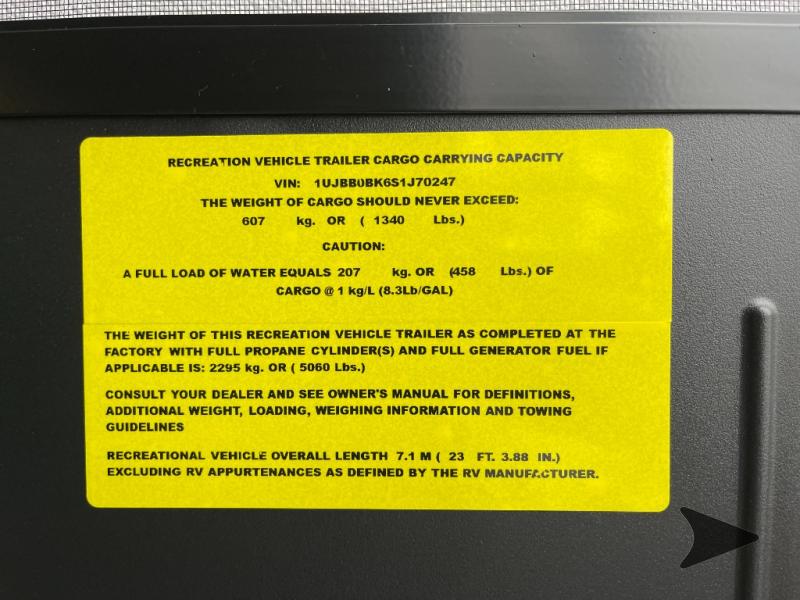 RECREATION VEHICLE TRAILER CARGO CARRYING CAPACITY
VIN: 1UJBB0BK6S1J70247
THE WEIGHT OF CARGO SHOULD NEVER EXCEED:
607 kg. OR ( 1340 Lbs.)
CAUTION:
A FULL LOAD OF WATER EQUALS 207 kg. OR (458 Lbs.) OF
CARGO @ 1 kg/L (8.3Lb/GAL)
THE WEIGHT OF THIS RECREATION VEHICLE TRAILER AS COMPLETED AT THE
FACTORY WITH FULL PROPANE CYLINDER(S) AND FULL GENERATOR FUEL IF
APPLICABLE IS: 2295 kg. OR ( 5060 Lbs.)
CONSULT YOUR DEALER AND SEE OWNER'S MANUAL FOR DEFINITIONS,
ADDITIONAL WEIGHT, LOADING, WEIGHING INFORMATION AND TOWING
GUIDELINES
RECREATIONAL VEHICLE OVERALL LENGTH 7.1 M ( 23 FT. 3.88 IN.)
EXCLUDING RV APPURTENANCES AS DEFINED BY THE RV MANUFACTURER.